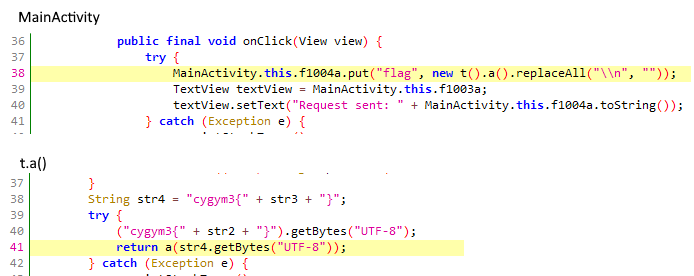 MainActivity
36 public final void onClick(View view) {
37 try {
38 MainActivity.this.f1004a.put("flag", new t().a().replaceAll("\\n", ""));
39 TextView textView = MainActivity.this.f1003a;
40 textView.setText("Request sent: " + MainActivity.this.f1004a.toString());
41 } catch (Exception e) {
t.a()
37 }
38 String str4 = "cygym3{" + str3 + "}";
39 try {
40 ("cygym3{" + str2 + "}").getBytes("UTF-8");
41 return a(str4.getBytes("UTF-8"));
42 } catch (Exception e) {